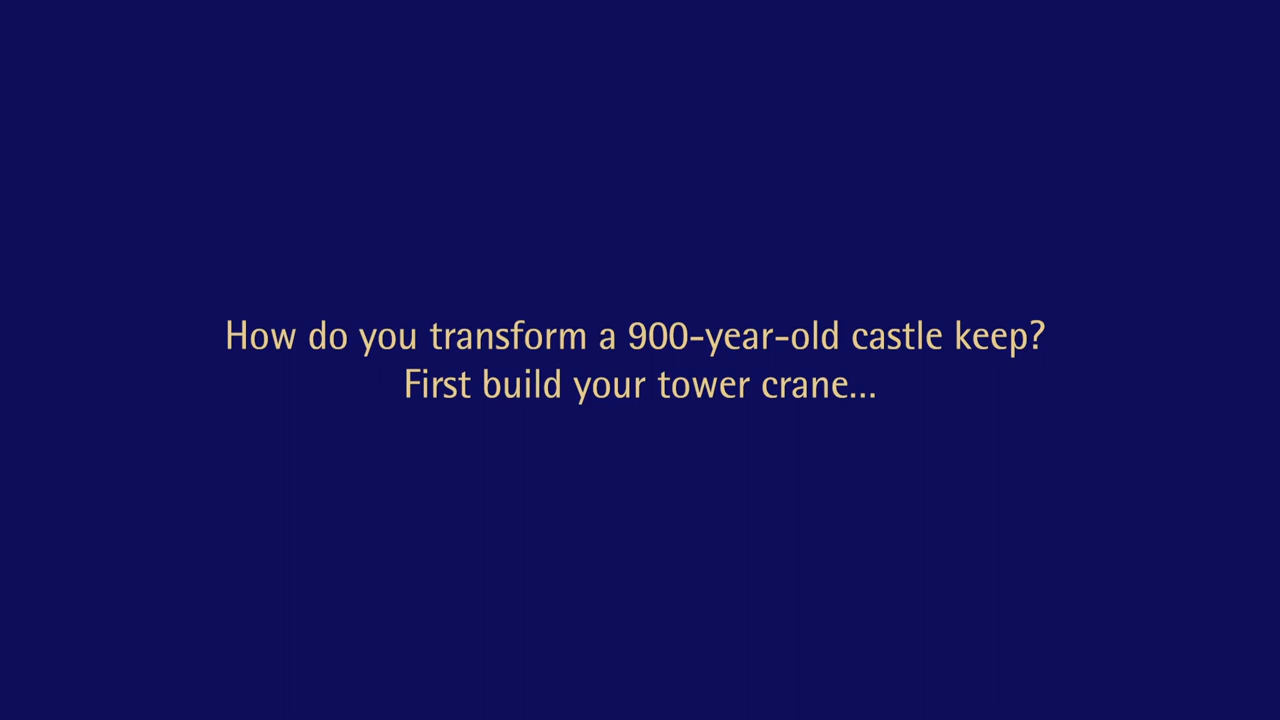 How do you transform a 900-year-old castle keep?
First build your tower crane...